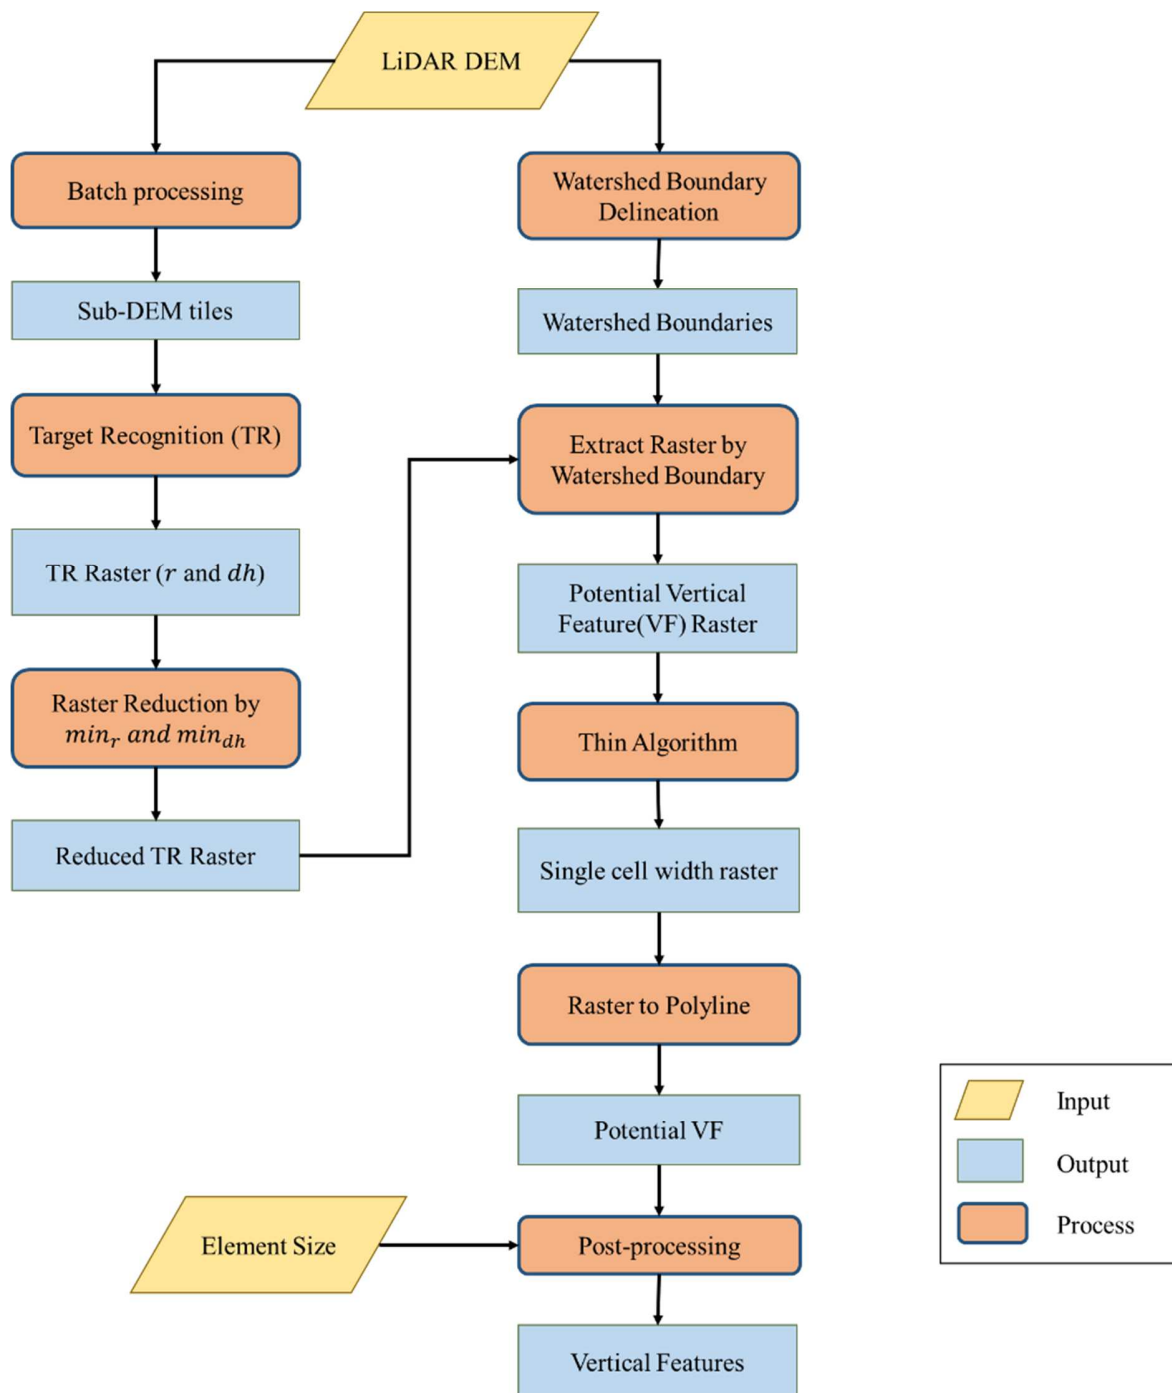 LiDAR DEM
Batch processing
Sub-DEM tiles
Target Recognition (TR)
TR Raster (r and dh)
Raster Reduction by
min_r and min_dh
Reduced TR Raster
Watershed Boundary
Delineation
Watershed Boundaries
Extract Raster by
Watershed Boundary
Potential Vertical
Feature(VF) Raster
Thin Algorithm
Single cell width raster
Raster to Polyline
Potential VF
Element Size
Post-processing
Vertical Features
Input
Output
Process